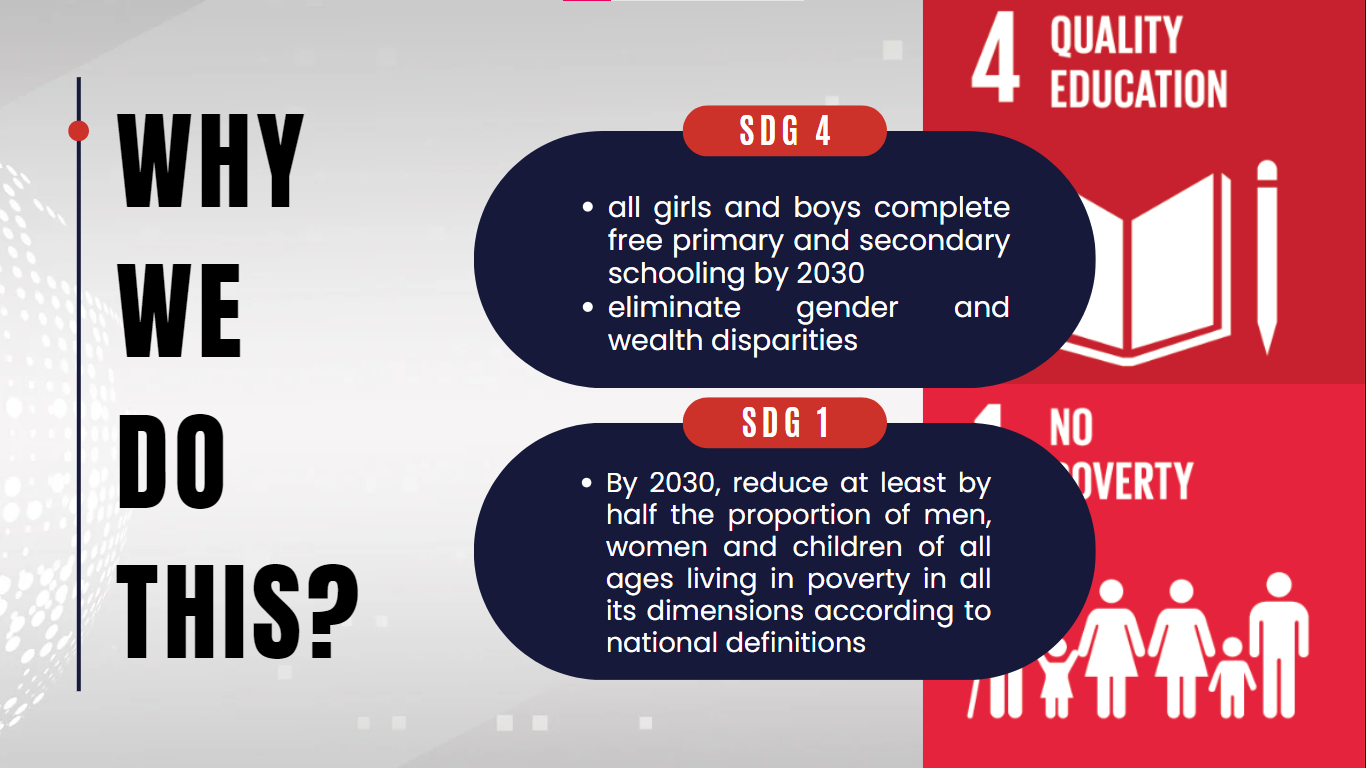 WHY
WE
DO
THIS?
SDG 4
• all girls and boys complete
free primary and secondary
schooling by 2030
• eliminate gender and
wealth disparities
SDG 1
• By 2030, reduce at least by
half the proportion of men,
women and children of all
ages living in poverty in all
its dimensions according to
national definitions
4 QUALITY
EDUCATION
1 NO
OVERTY